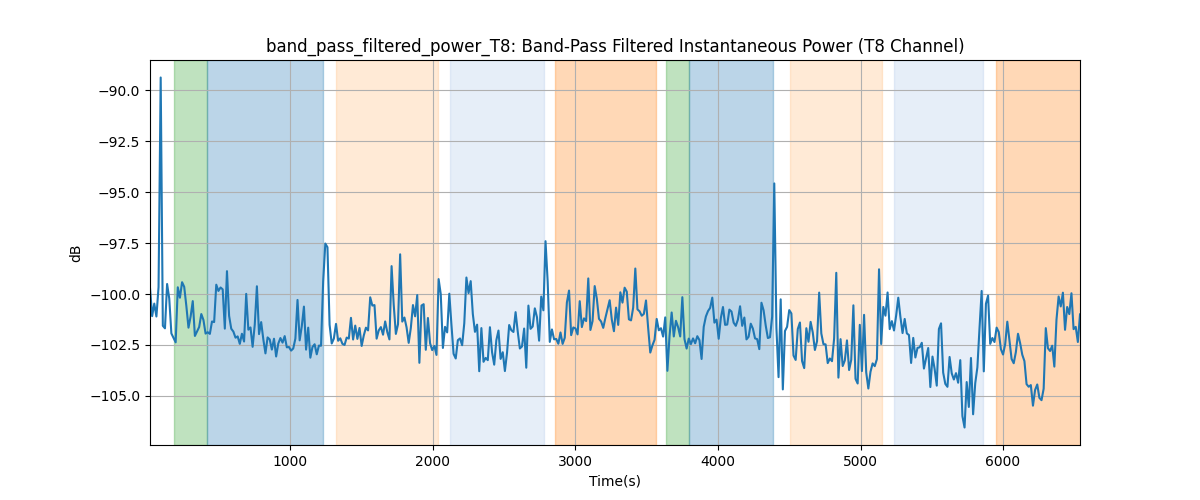 band_pass_filtered_power_T8: Band-Pass Filtered Instantaneous Power (T8 Channel)
−90.0
−92.5
−95.0
−97.5
−100.0
−102.5
−105.0
dB
1000 2000 3000 4000 5000 6000
Time(s)